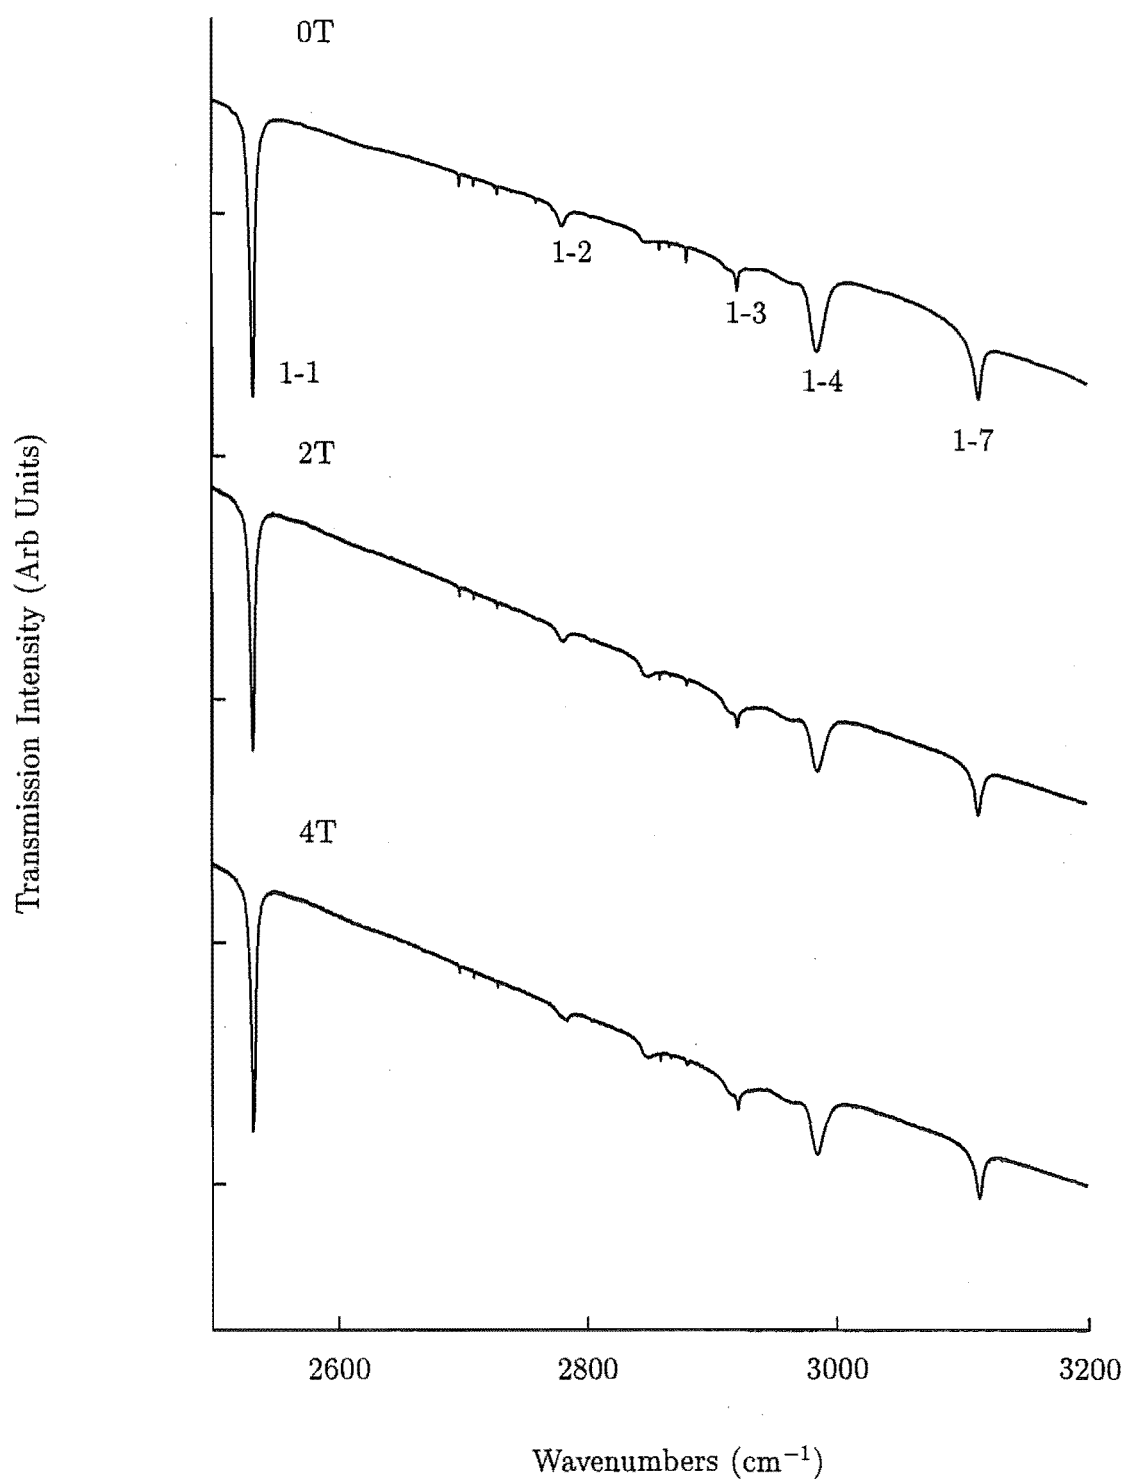 0T
1-2
1-3
1-1
1-4
1-7
2T
4T
Transmission Intensity (Arb Units)
2600 2800 3000 3200
Wavenumbers (cm⁻¹)